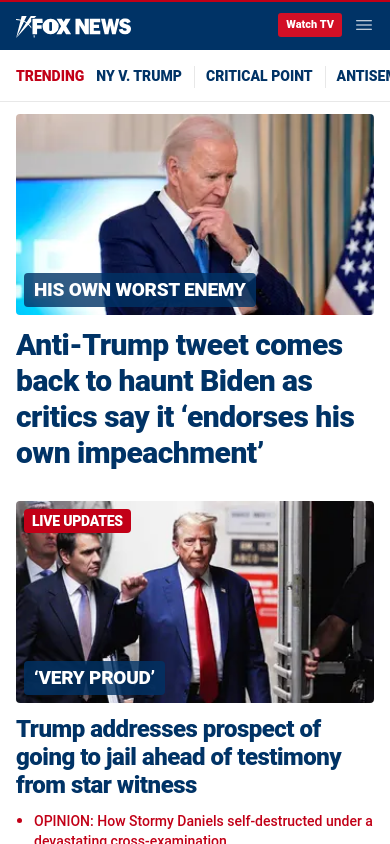 FOX NEWS
Watch TV
TRENDING NY V. TRUMP CRITICAL POINT
HIS OWN WORST ENEMY
Anti-Trump tweet comes
back to haunt Biden as
critics say it ‘endorses his
own impeachment’
LIVE UPDATES
‘VERY PROUD’
Trump addresses prospect of
going to jail ahead of testimony
from star witness
• OPINION: How Stormy Daniels self-destructed under a
devastating cross-examination